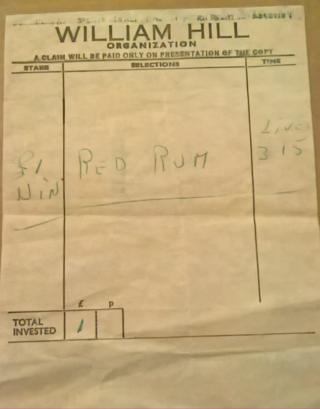 WILLIAM HILL
ORGANIZATION
A CLAIM WILL BE PAID ONLY ON PRESENTATION OF THE COPY
STAKE SELECTIONS TIME
£1 RED RUM 3 15
WIN
£ P
TOTAL INVESTED 1